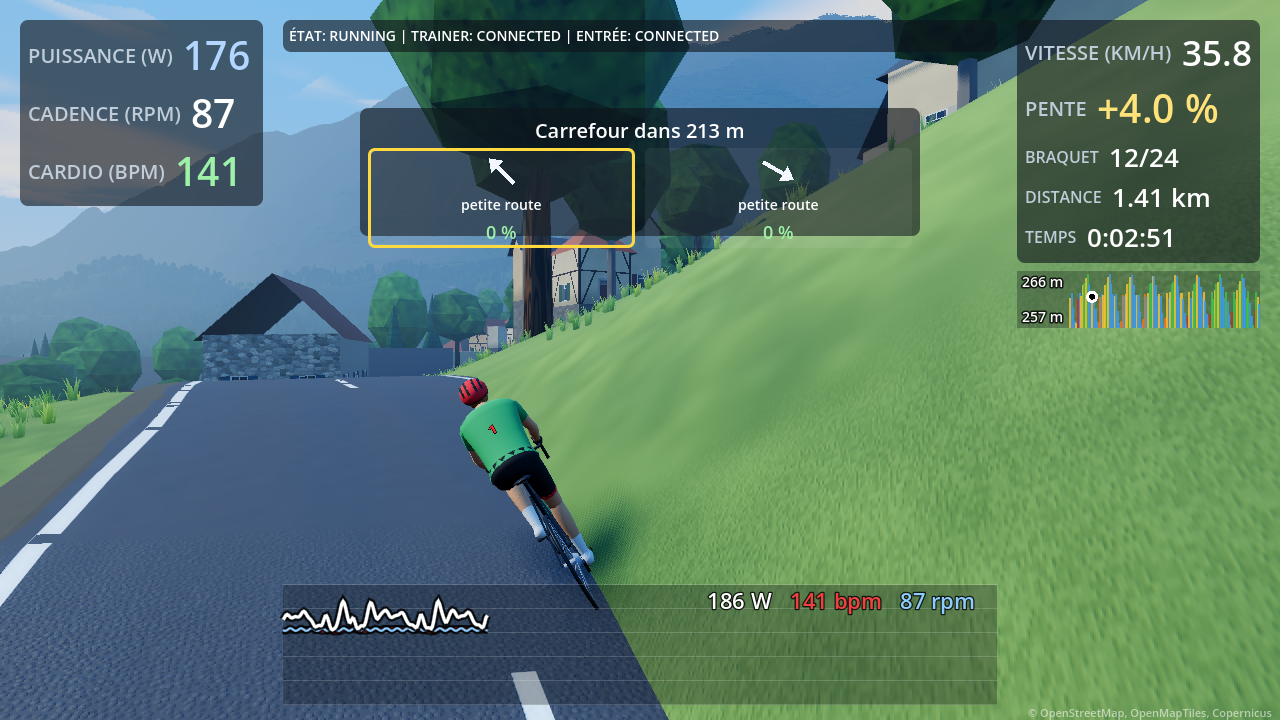 PUISSANCE (W) 176
CADENCE (RPM) 87
CARDIO (BPM) 141
ÉTAT: RUNNING | TRAINER: CONNECTED | ENTRÉE: CONNECTED
Carrefour dans 213 m
petite route
0 %
petite route
0 %
VITESSE (KM/H) 35.8
PENTE +4.0 %
BRAQUET 12/24
DISTANCE 1.41 km
TEMPS 0:02:51
266 m
257 m
1
186 W 141 bpm 87 rpm
© OpenStreetMap, OpenMapTiles, Copernicus